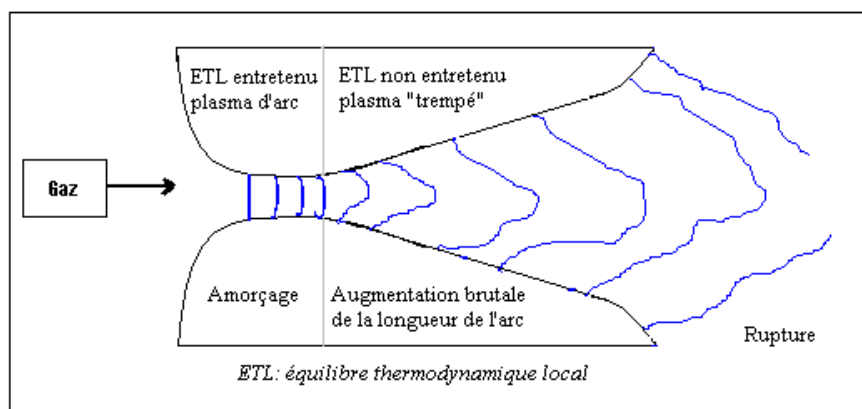 ETL entretenu
plasma d'arc
ETL non entretenu
plasma "trempé"
Gaz
Amorçage
Augmentation brutale
de la longueur de l'arc
Rupture
ETL: équilibre thermodynamique local